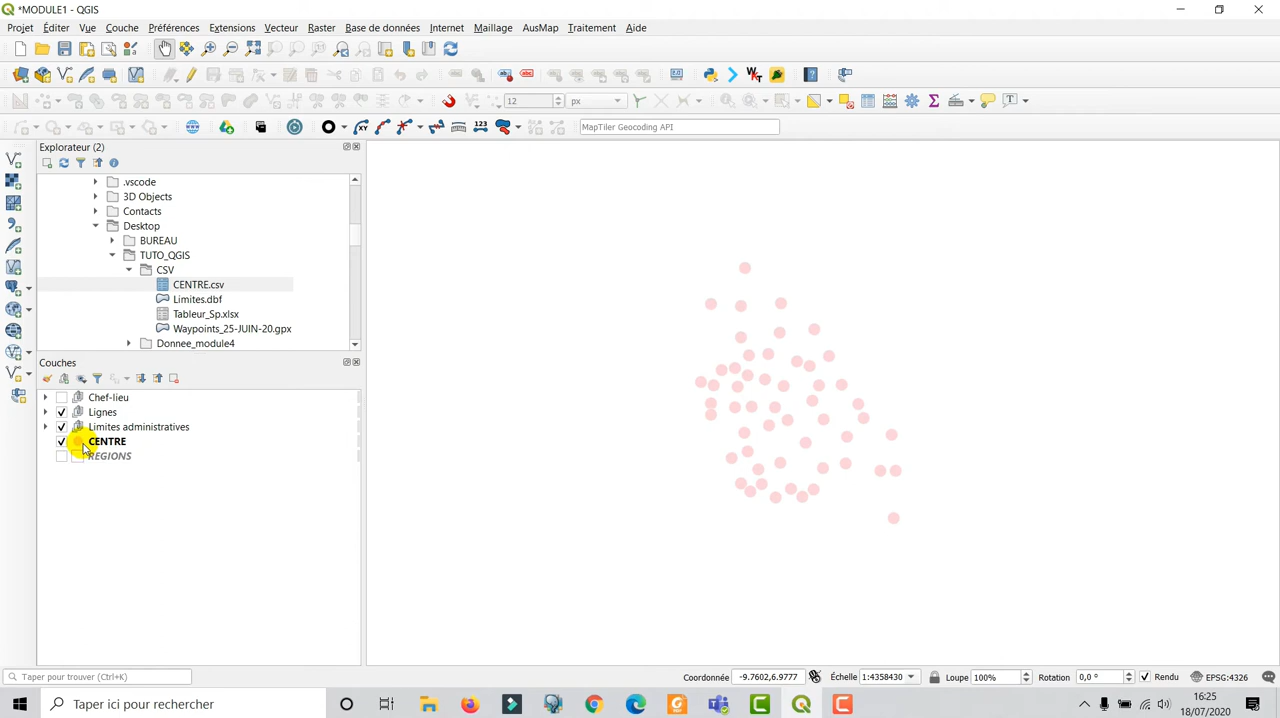 *MODULE1 - QGIS
Projet Éditer Vue Couche Préférences Extensions Vecteur Raster Base de données Internet Maillage AusMap Traitement Aide
12 px
123 MapTiler Geocoding API
Explorateur (2)
.vscode
3D Objects
Contacts
Desktop
BUREAU
TUTO_QGIS
CSV
CENTRE.csv
Limites.dbf
Tableur_Sp.xlsx
Waypoints_25-JUIN-20.gpx
Donnee_module4
Couches
Chef-lieu
Lignes
Limites administratives
CENTRE
REGIONS
Taper pour trouver (Ctrl+K) Coordonnée -9.7602,6.9777 Échelle 1:4358430 Loupe 100% Rotation 0,0 ° Rendu EPSG:4326
Taper ici pour rechercher
16:25
18/07/2020